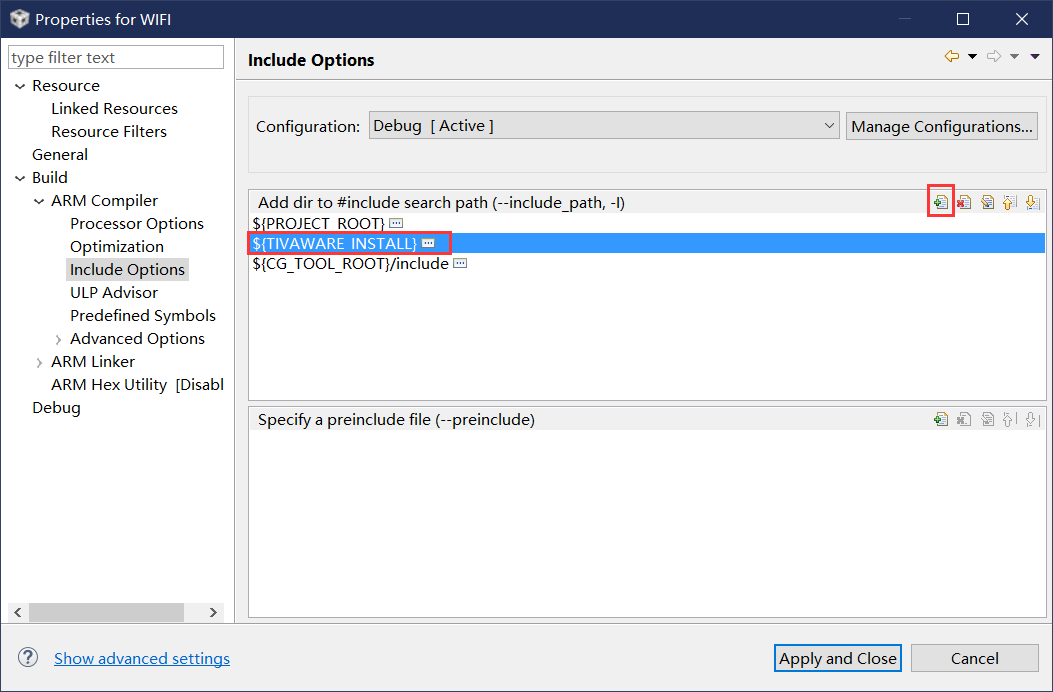 Properties for WIFI
type filter text
Resource
Linked Resources
Resource Filters
General
Build
ARM Compiler
Processor Options
Optimization
Include Options
ULP Advisor
Predefined Symbols
Advanced Options
ARM Linker
ARM Hex Utility [Disabl
Debug
Include Options
Configuration:
Debug [ Active ]
Manage Configurations...
Add dir to #include search path (--include_path, -I)
${PROJECT_ROOT}
${TIVAWARE_INSTALL}
${CG_TOOL_ROOT}/include
Specify a preinclude file (--preinclude)
Show advanced settings
Apply and Close
Cancel